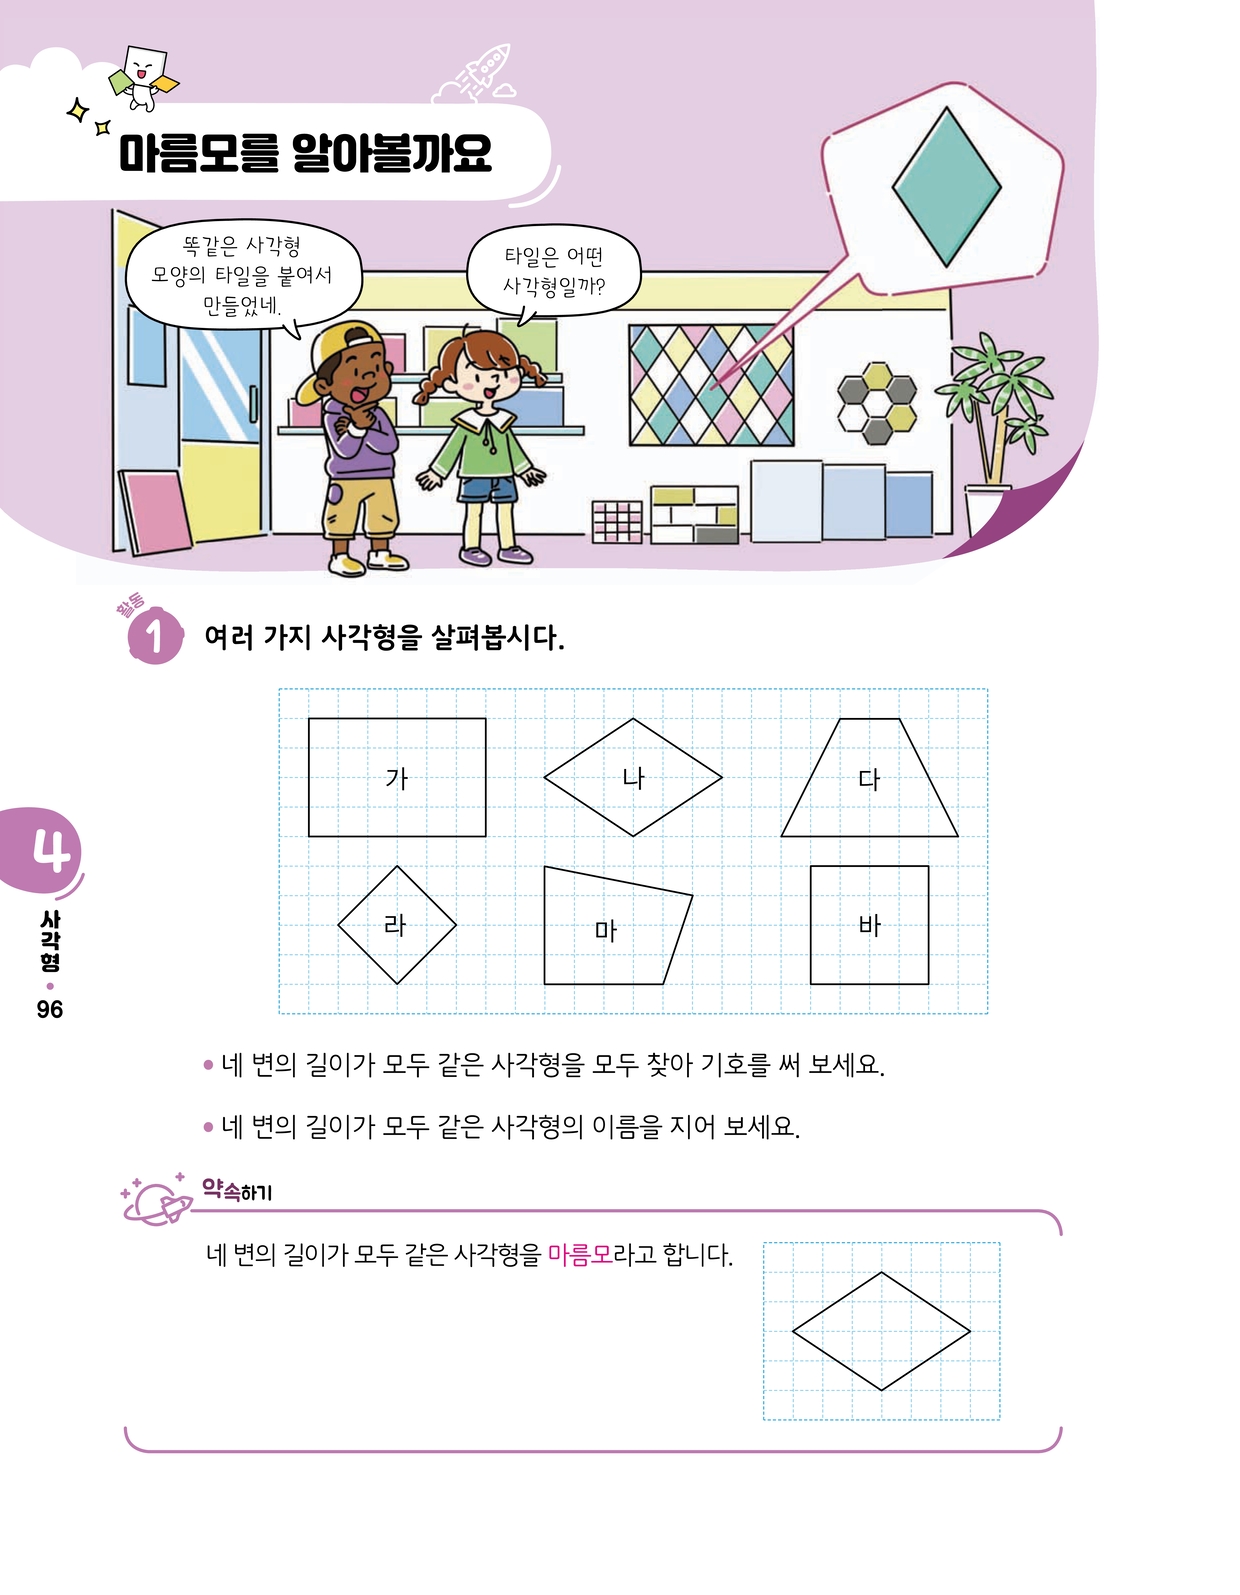 마름모를 알아볼까요
똑같은 사각형
모양의 타일을 붙여서
만들었네.
타일은 어떤
사각형일까?
활동
1 여러 가지 사각형을 살펴봅시다.
가
나
다
라
마
바
4
사각형
96
네 변의 길이가 모두 같은 사각형을 모두 찾아 기호를 써 보세요.
네 변의 길이가 모두 같은 사각형의 이름을 지어 보세요.
약속하기
네 변의 길이가 모두 같은 사각형을 마름모라고 합니다.